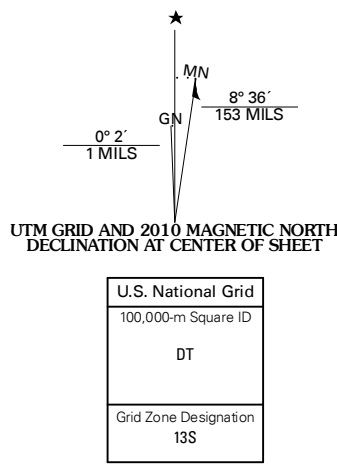 ★
MN
8° 36´
153 MILS
GN
0° 2´
1 MILS
UTM GRID AND 2010 MAGNETIC NORTH
DECLINATION AT CENTER OF SHEET
U.S. National Grid
100,000-m Square ID
DT
Grid Zone Designation
13S